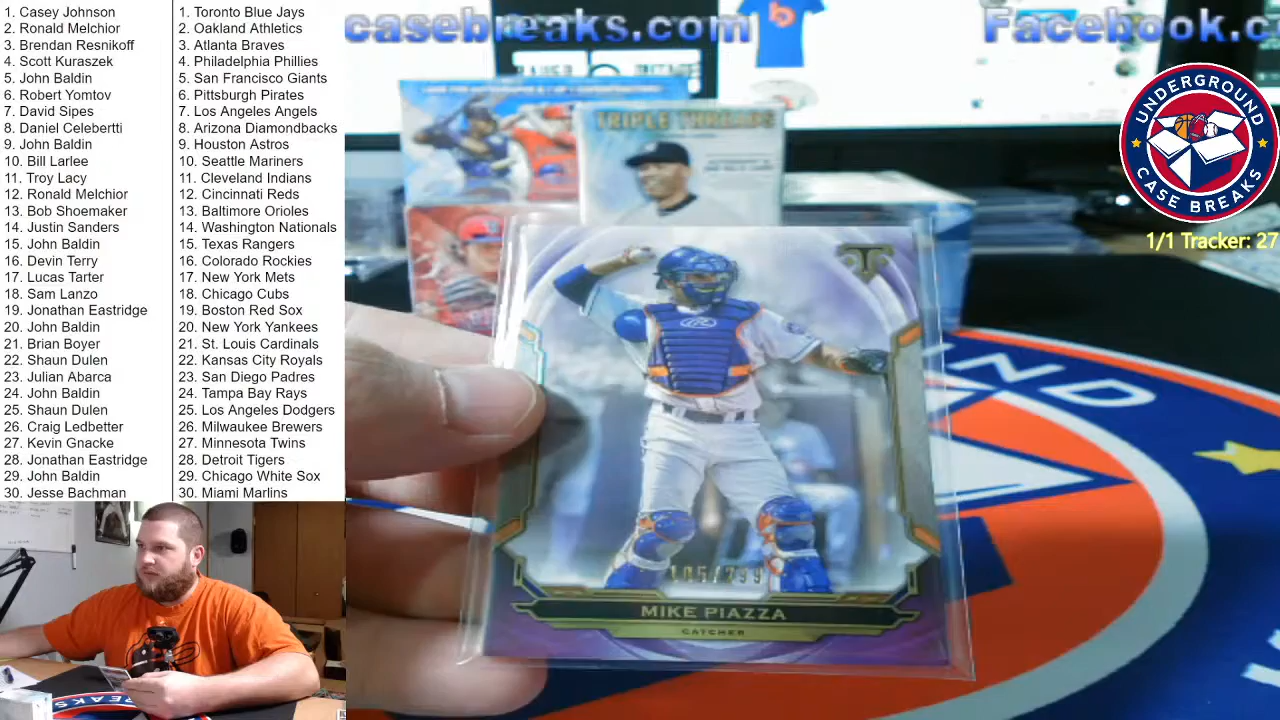 1. Casey Johnson
2. Ronald Melchior
3. Brendan Resnikoff
4. Scott Kuraszek
5. John Baldin
6. Robert Yomtov
7. David Sipes
8. Daniel Celebertti
9. John Baldin
10. Bill Larlee
11. Troy Lacy
12. Ronald Melchior
13. Bob Shoemaker
14. Justin Sanders
15. John Baldin
16. Devin Terry
17. Lucas Tarter
18. Sam Lanzo
19. Jonathan Eastridge
20. John Baldin
21. Brian Boyer
22. Shaun Dulen
23. Julian Abarca
24. John Baldin
25. Shaun Dulen
26. Craig Ledbetter
27. Kevin Gnacke
28. Jonathan Eastridge
29. John Baldin
30. Jesse Bachman
1. Toronto Blue Jays
2. Oakland Athletics
3. Atlanta Braves
4. Philadelphia Phillies
5. San Francisco Giants
6. Pittsburgh Pirates
7. Los Angeles Angels
8. Arizona Diamondbacks
9. Houston Astros
10. Seattle Mariners
11. Cleveland Indians
12. Cincinnati Reds
13. Baltimore Orioles
14. Washington Nationals
15. Texas Rangers
16. Colorado Rockies
17. New York Mets
18. Chicago Cubs
19. Boston Red Sox
20. New York Yankees
21. St. Louis Cardinals
22. Kansas City Royals
23. San Diego Padres
24. Tampa Bay Rays
25. Los Angeles Dodgers
26. Milwaukee Brewers
27. Minnesota Twins
28. Detroit Tigers
29. Chicago White Sox
30. Miami Marlins
casebreaks.com
Facebook.c
UNDERGROUND
CASE BREAKS
1/1 Tracker: 27
TRIPLE THREADS
MIKE PIAZZA
CATCHER
ND